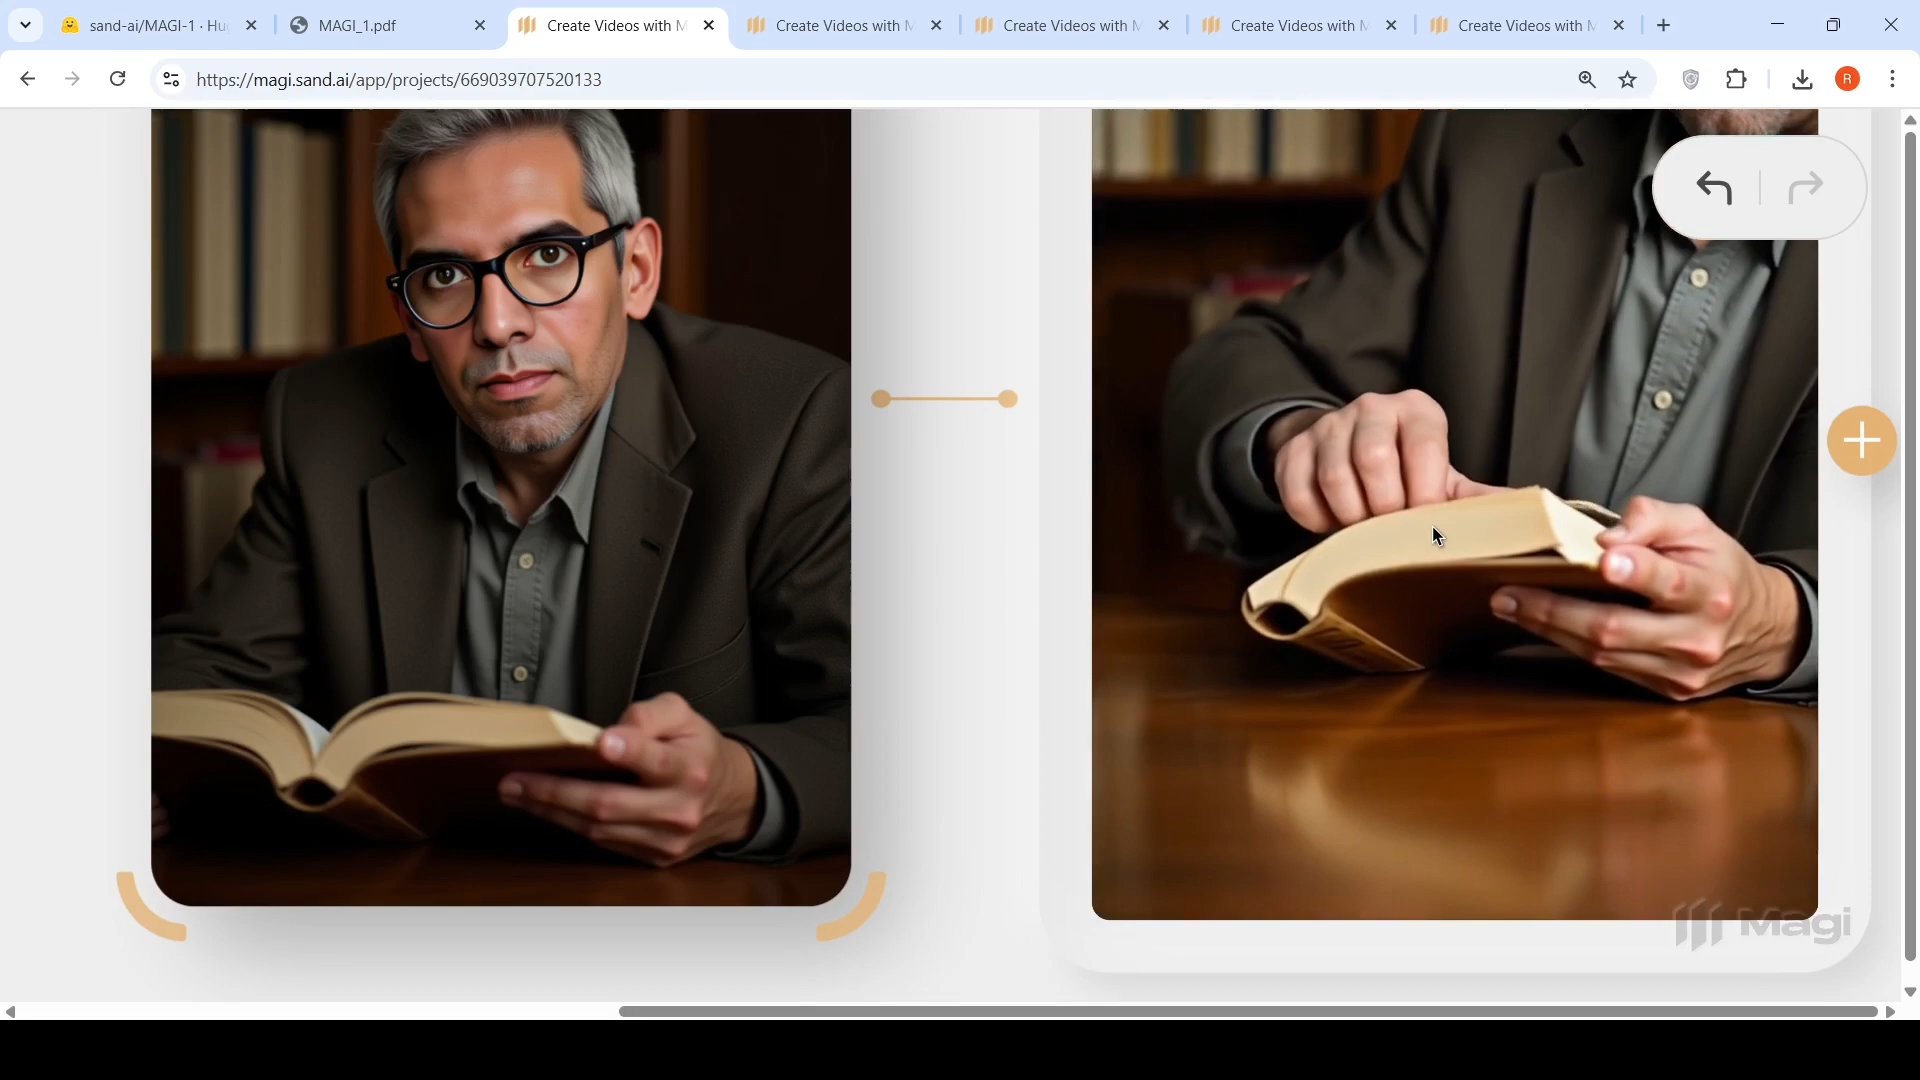 sand-ai/MAGI-1 · Hu
MAGI_1.pdf
Create Videos with M
Create Videos with M
Create Videos with M
Create Videos with M
Create Videos with M
https://magi.sand.ai/app/projects/669039707520133
R
Magi